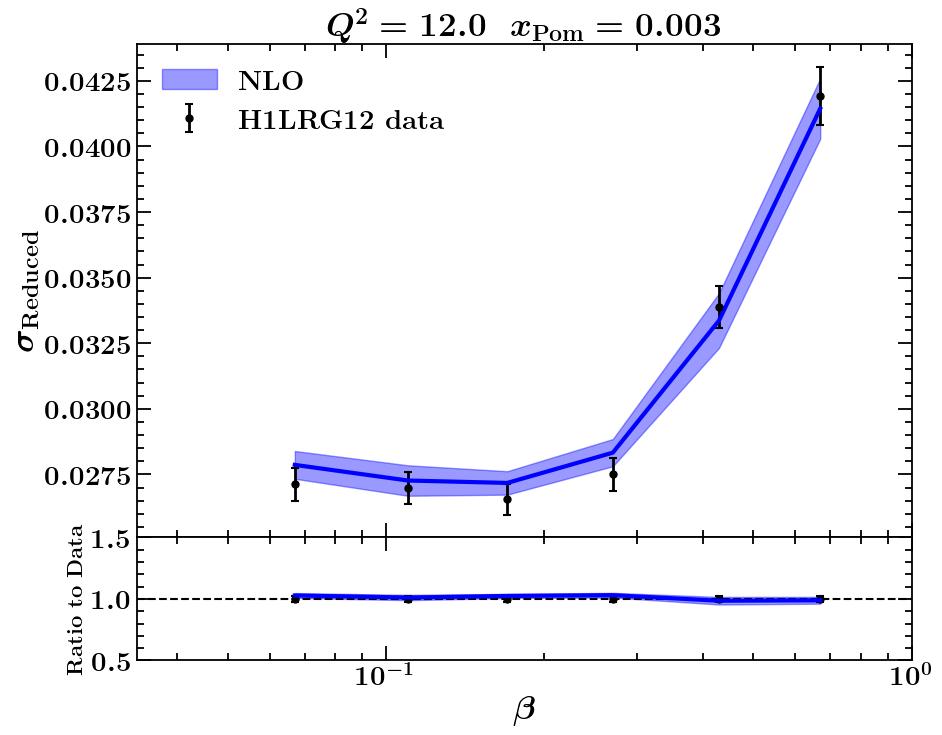 Q² = 12.0 x_Pom = 0.003
NLO
H1LRG12 data
σ_Reduced
0.0425
0.0400
0.0375
0.0350
0.0325
0.0300
0.0275
Ratio to Data
1.5
1.0
0.5
10⁻¹
10⁰
β